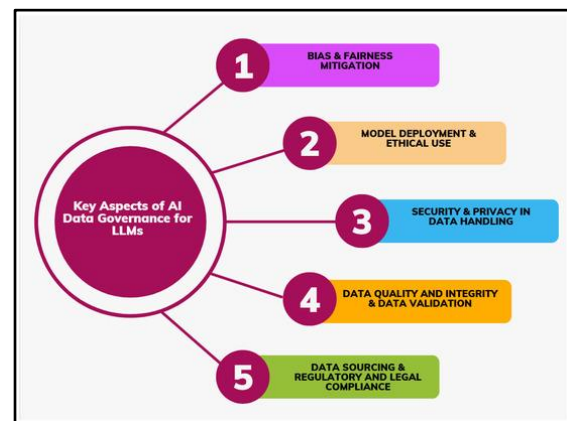 Key Aspects of AI
Data Governance for
LLMs
1
BIAS & FAIRNESS
MITIGATION
2
MODEL DEPLOYMENT &
ETHICAL USE
3
SECURITY & PRIVACY IN
DATA HANDLING
4
DATA QUALITY AND INTEGRITY
& DATA VALIDATION
5
DATA SOURCING &
REGULATORY AND LEGAL
COMPLIANCE